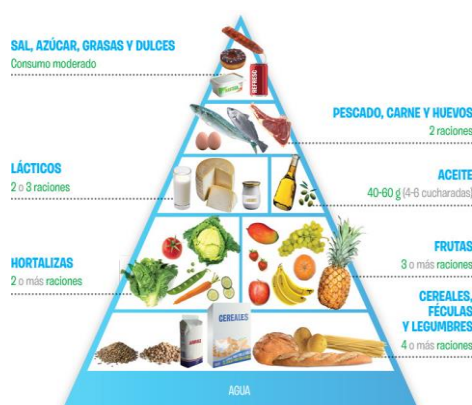 SAL, AZÚCAR, GRASAS Y DULCES
Consumo moderado
REFRESCO
PESCADO, CARNE Y HUEVOS
2 raciones
LÁCTICOS
2 o 3 raciones
ACEITE
40-60 g (4-6 cucharadas)
HORTALIZAS
2 o más raciones
FRUTAS
3 o más raciones
CEREALES,
FÉCULAS
Y LEGUMBRES
4 o más raciones
CEREALES
AGUA